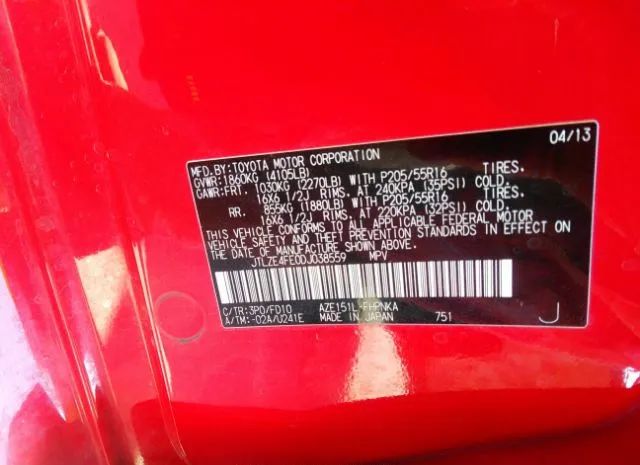 04/13
MFD. BY: TOYOTA MOTOR CORPORATION
GVWR: 1860KG (4105LB)
GAWR: FRT. 1030KG (2270LB) WITH P205/55R16 TIRES.
16X6 1/2J RIMS. AT 240KPA (35PSI) COLD.
RR. 855KG (1880LB) WITH P205/55R16 TIRES.
16X6 1/2J RIMS. AT 220KPA (32PSI) COLD.
THIS VEHICLE CONFORMS TO ALL APPLICABLE FEDERAL MOTOR
VEHICLE SAFETY AND THEFT PREVENTION STANDARDS IN EFFECT ON
THE DATE OF MANUFACTURE SHOWN ABOVE.
JTLZE4FE0DJ038559 MPV
C/TR: 3P0/FD10 AZE151L-FHPNKA
A/TM: -02A/U241E MADE IN JAPAN 751
J